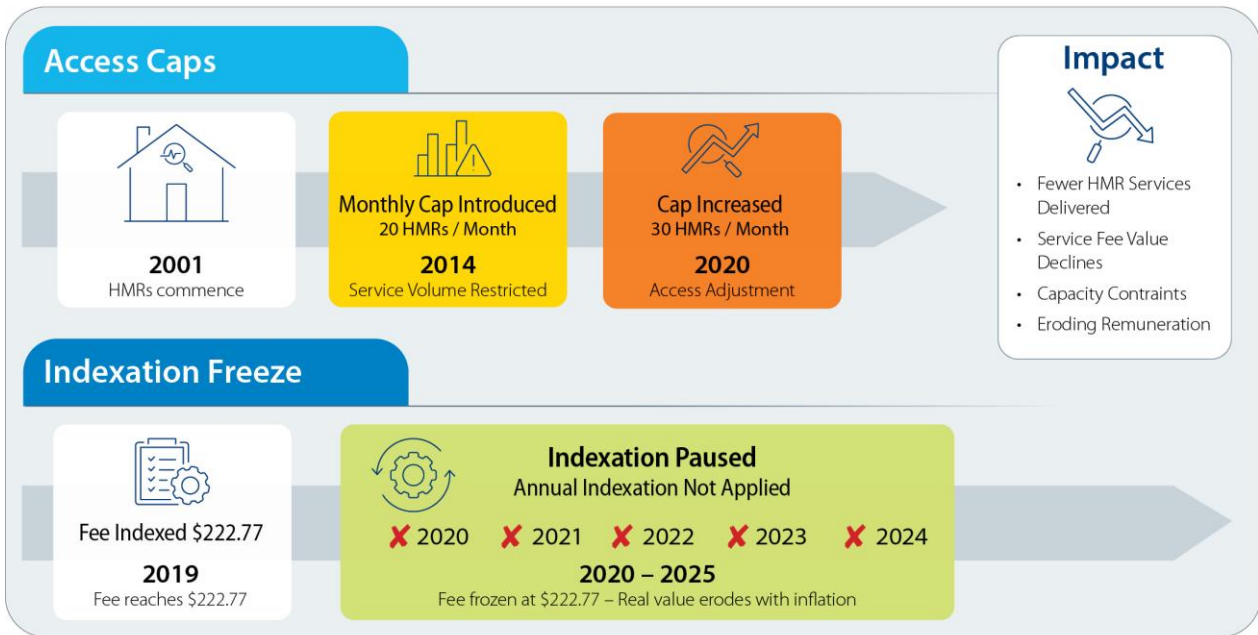 Access Caps
2001
HMRs commence
Monthly Cap Introduced
20 HMRs / Month
2014
Service Volume Restricted
Cap Increased
30 HMRs / Month
2020
Access Adjustment
Impact
• Fewer HMR Services
Delivered
• Service Fee Value
Declines
• Capacity Contraints
• Eroding Remuneration
Indexation Freeze
Fee Indexed $222.77
2019
Fee reaches $222.77
Indexation Paused
Annual Indexation Not Applied
✘ 2020 ✘ 2021 ✘ 2022 ✘ 2023 ✘ 2024
2020 – 2025
Fee frozen at $222.77 – Real value erodes with inflation